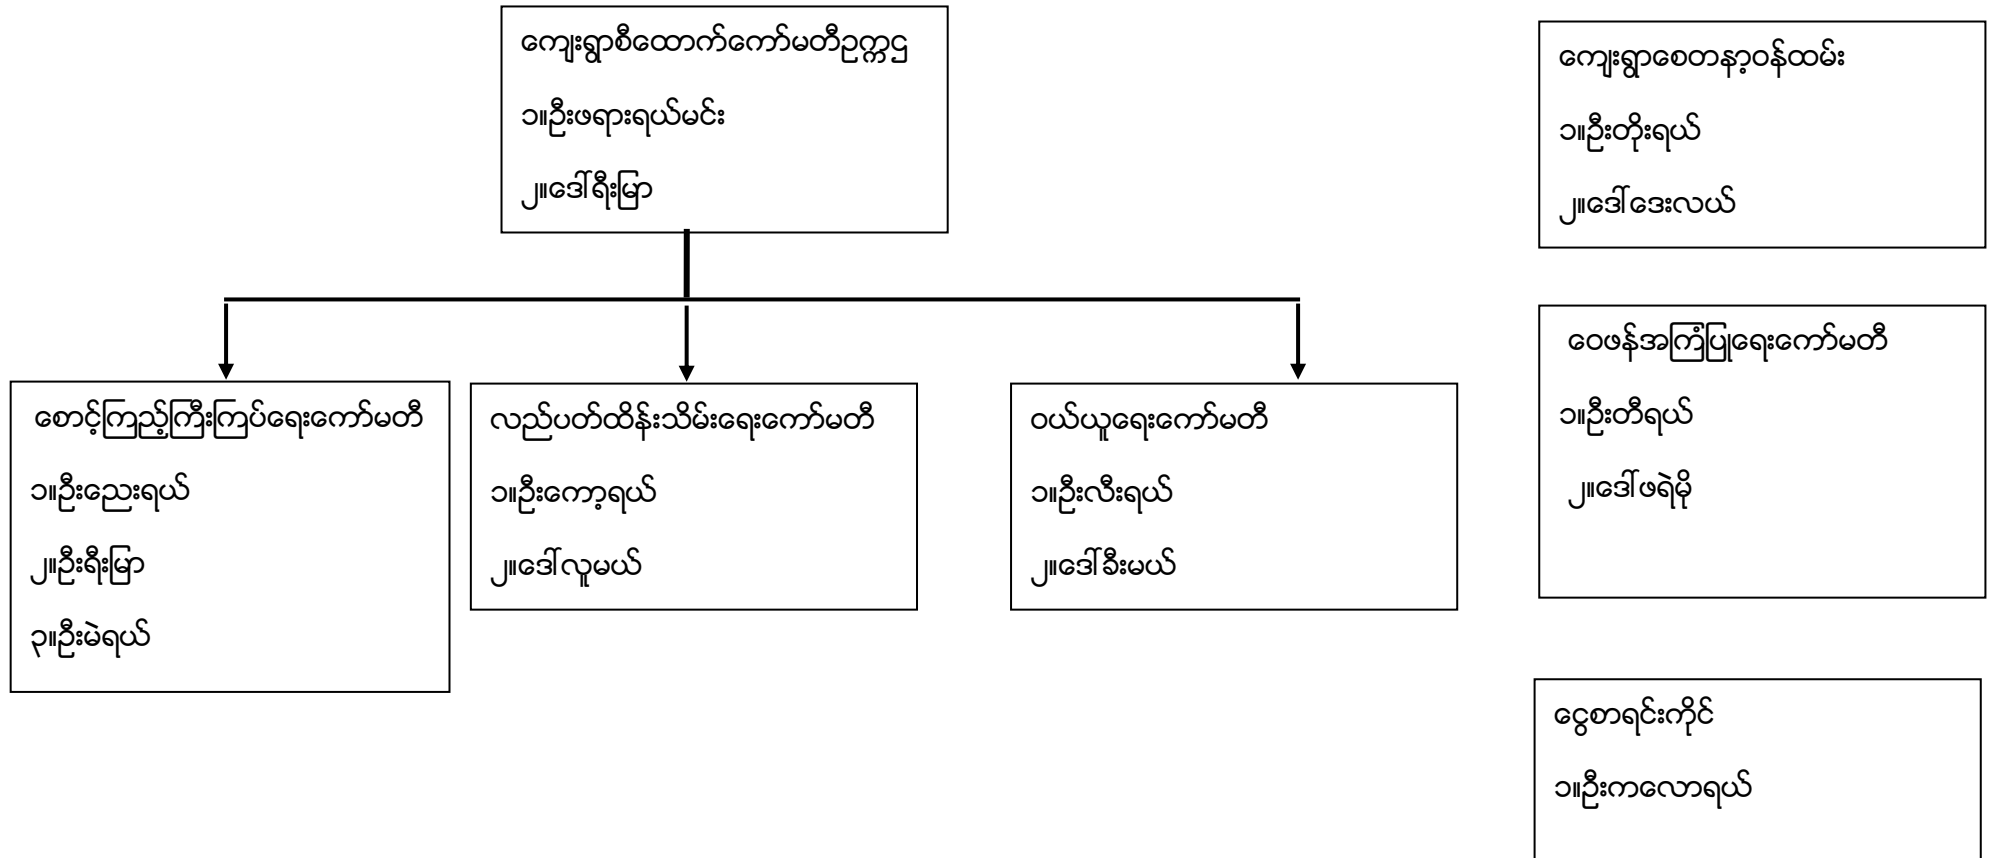 ကျေးရွာစီထောက်ကော်မတီဥက္ကဌ
၁။ဦးဖရားရယ်မင်း
၂။ဒေါ်ရီးမြာ
ကျေးရွာစေတနာ့ဝန်ထမ်း
၁။ဦးတိုးရယ်
၂။ဒေါ်ဒေးလယ်
စောင့်ကြည့်ကြီးကြပ်ရေးကော်မတီ
၁။ဦးညေးရယ်
၂။ဦးရီးမြာ
၃။ဦးမဲရယ်
လည်ပတ်ထိန်းသိမ်းရေးကော်မတီ
၁။ဦးကော့ရယ်
၂။ဒေါ်လူမယ်
ဝယ်ယူရေးကော်မတီ
၁။ဦးလီးရယ်
၂။ဒေါ်ခီးမယ်
ဝေဖန်အကြံပြုရေးကော်မတီ
၁။ဦးတီရယ်
၂။ဒေါ်ဖရဲမို
ငွေစာရင်းကိုင်
၁။ဦးကလောရယ်